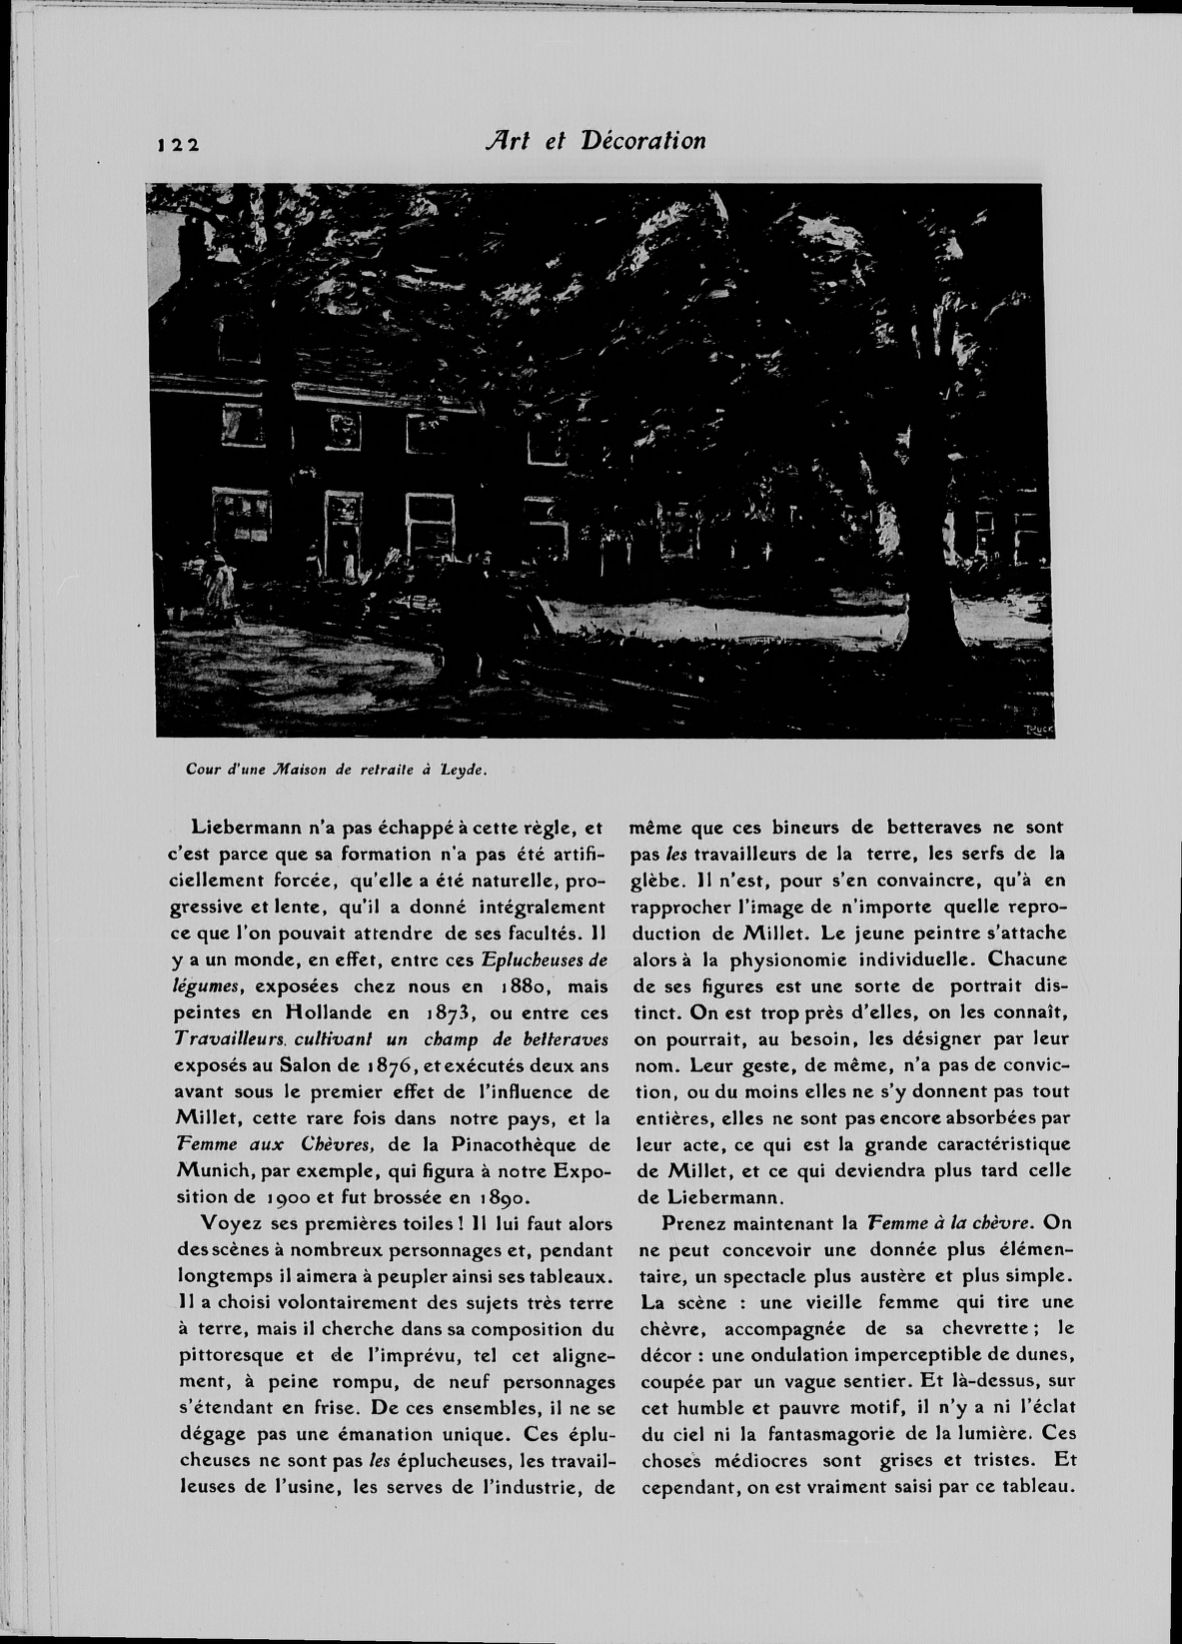 122
Art et Décoration
Cour d'une Maison de retraite à Leyde.
Liebermann n'a pas échappé à cette règle, et
c'est parce que sa formation n'a pas été artifi-
ciellement forcée, qu'elle a été naturelle, pro-
gressive et lente, qu'il a donné intégralement
ce que l'on pouvait attendre de ses facultés. Il
y a un monde, en effet, entre ces Eplucheuses de
légumes, exposées chez nous en 1880, mais
peintes en Hollande en 1873, ou entre ces
Travailleurs. cultivant un champ de betteraves
exposés au Salon de 1876, et exécutés deux ans
avant sous le premier effet de l'influence de
Millet, cette rare fois dans notre pays, et la
Femme aux Chèvres, de la Pinacothèque de
Munich, par exemple, qui figura à notre Expo-
sition de 1900 et fut brossée en 1890.
Voyez ses premières toiles! Il lui faut alors
des scènes à nombreux personnages et, pendant
longtemps il aimera à peupler ainsi ses tableaux.
Il a choisi volontairement des sujets très terre
à terre, mais il cherche dans sa composition du
pittoresque et de l'imprévu, tel cet aligne-
ment, à peine rompu, de neuf personnages
s'étendant en frise. De ces ensembles, il ne se
dégage pas une émanation unique. Ces éplu-
cheuses ne sont pas les éplucheuses, les travail-
leuses de l'usine, les serves de l'industrie, de
même que ces bineurs de betteraves ne sont
pas les travailleurs de la terre, les serfs de la
glèbe. Il n'est, pour s'en convaincre, qu'à en
rapprocher l'image de n'importe quelle repro-
duction de Millet. Le jeune peintre s'attache
alors à la physionomie individuelle. Chacune
de ses figures est une sorte de portrait dis-
tinct. On est trop près d'elles, on les connaît,
on pourrait, au besoin, les désigner par leur
nom. Leur geste, de même, n'a pas de convic-
tion, ou du moins elles ne s'y donnent pas tout
entières, elles ne sont pas encore absorbées par
leur acte, ce qui est la grande caractéristique
de Millet, et ce qui deviendra plus tard celle
de Liebermann.
Prenez maintenant la Femme à la chèvre. On
ne peut concevoir une donnée plus élémen-
taire, un spectacle plus austère et plus simple.
La scène : une vieille femme qui tire une
chèvre, accompagnée de sa chevrette; le
décor : une ondulation imperceptible de dunes,
coupée par un vague sentier. Et là-dessus, sur
cet humble et pauvre motif, il n'y a ni l'éclat
du ciel ni la fantasmagorie de la lumière. Ces
choses médiocres sont grises et tristes. Et
cependant, on est vraiment saisi par ce tableau.